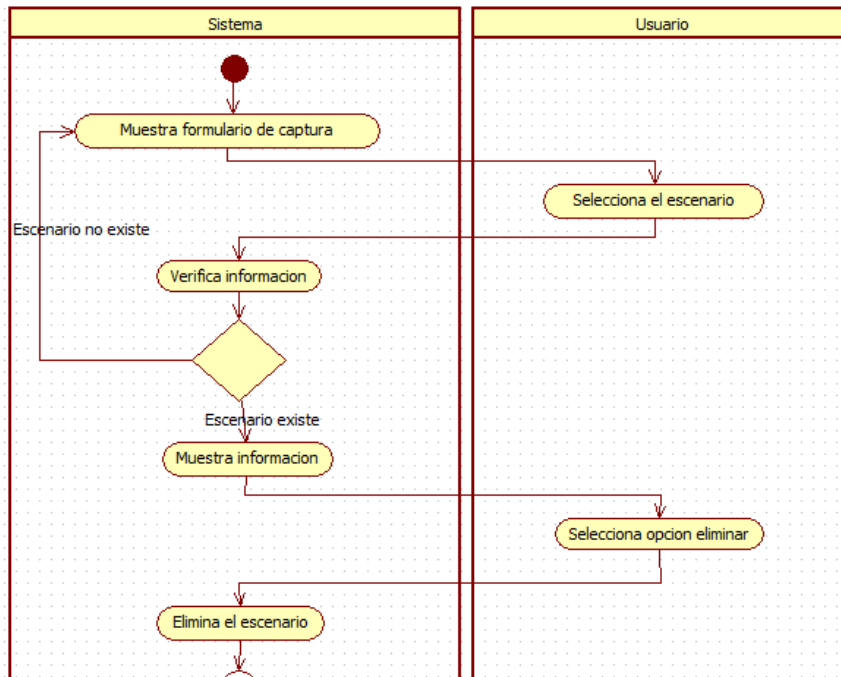 Sistema
Usuario
Muestra formulario de captura
Selecciona el escenario
Escenario no existe
Verifica informacion
Escenario existe
Muestra informacion
Selecciona opcion eliminar
Elimina el escenario